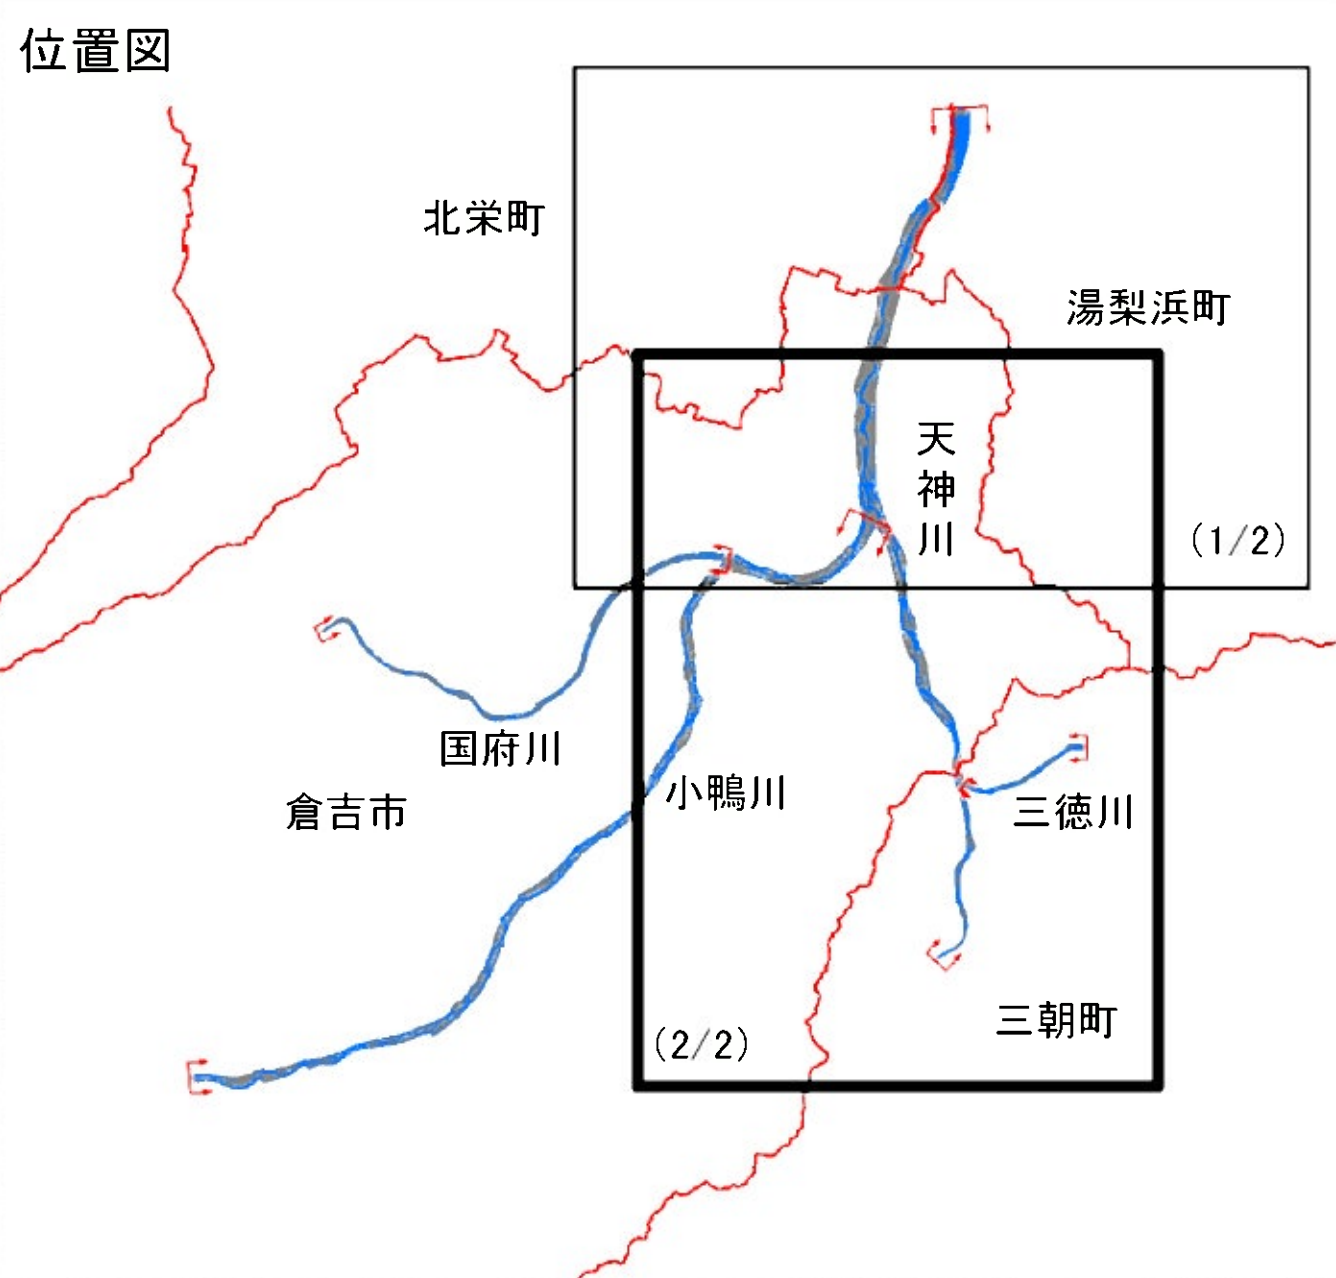 位置図
北栄町
湯梨浜町
天神川
(1/2)
国府川
小鴨川
倉吉市
三徳川
三朝町
(2/2)